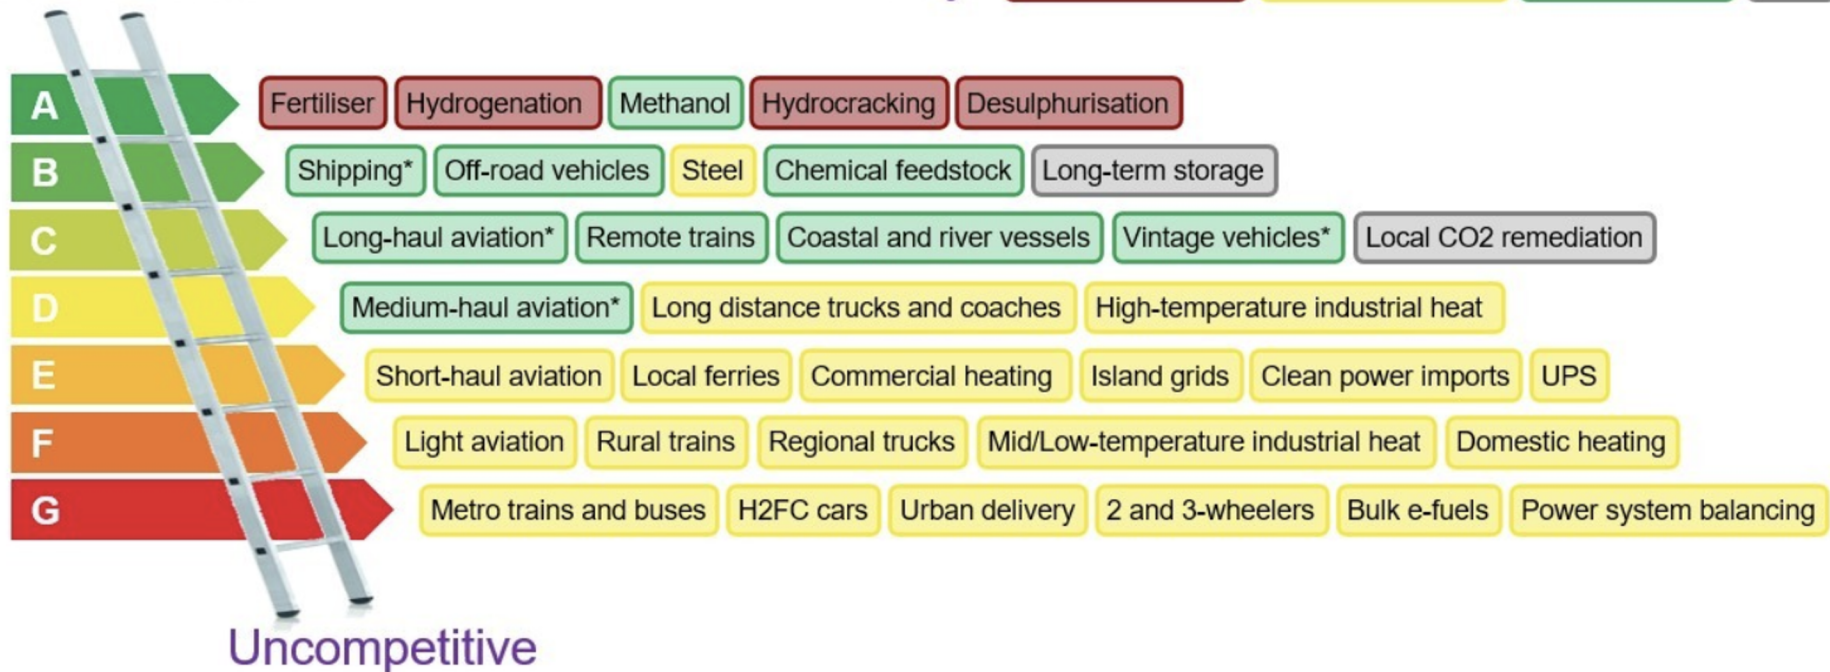 A Fertiliser Hydrogenation Methanol Hydrocracking Desulphurisation
B Shipping* Off-road vehicles Steel Chemical feedstock Long-term storage
C Long-haul aviation* Remote trains Coastal and river vessels Vintage vehicles* Local CO2 remediation
D Medium-haul aviation* Long distance trucks and coaches High-temperature industrial heat
E Short-haul aviation Local ferries Commercial heating Island grids Clean power imports UPS
F Light aviation Rural trains Regional trucks Mid/Low-temperature industrial heat Domestic heating
G Metro trains and buses H2FC cars Urban delivery 2 and 3-wheelers Bulk e-fuels Power system balancing
Uncompetitive